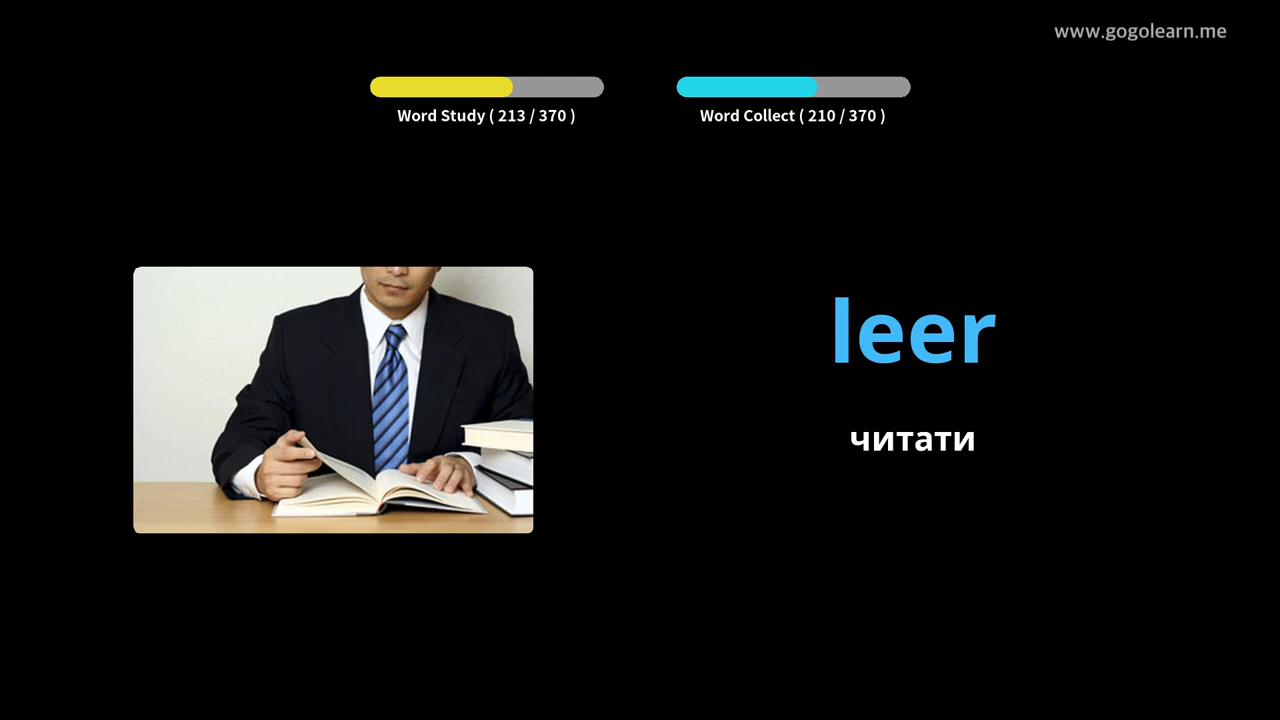 www.gogolearn.me
Word Study ( 213 / 370 )
Word Collect ( 210 / 370 )
leer
читати